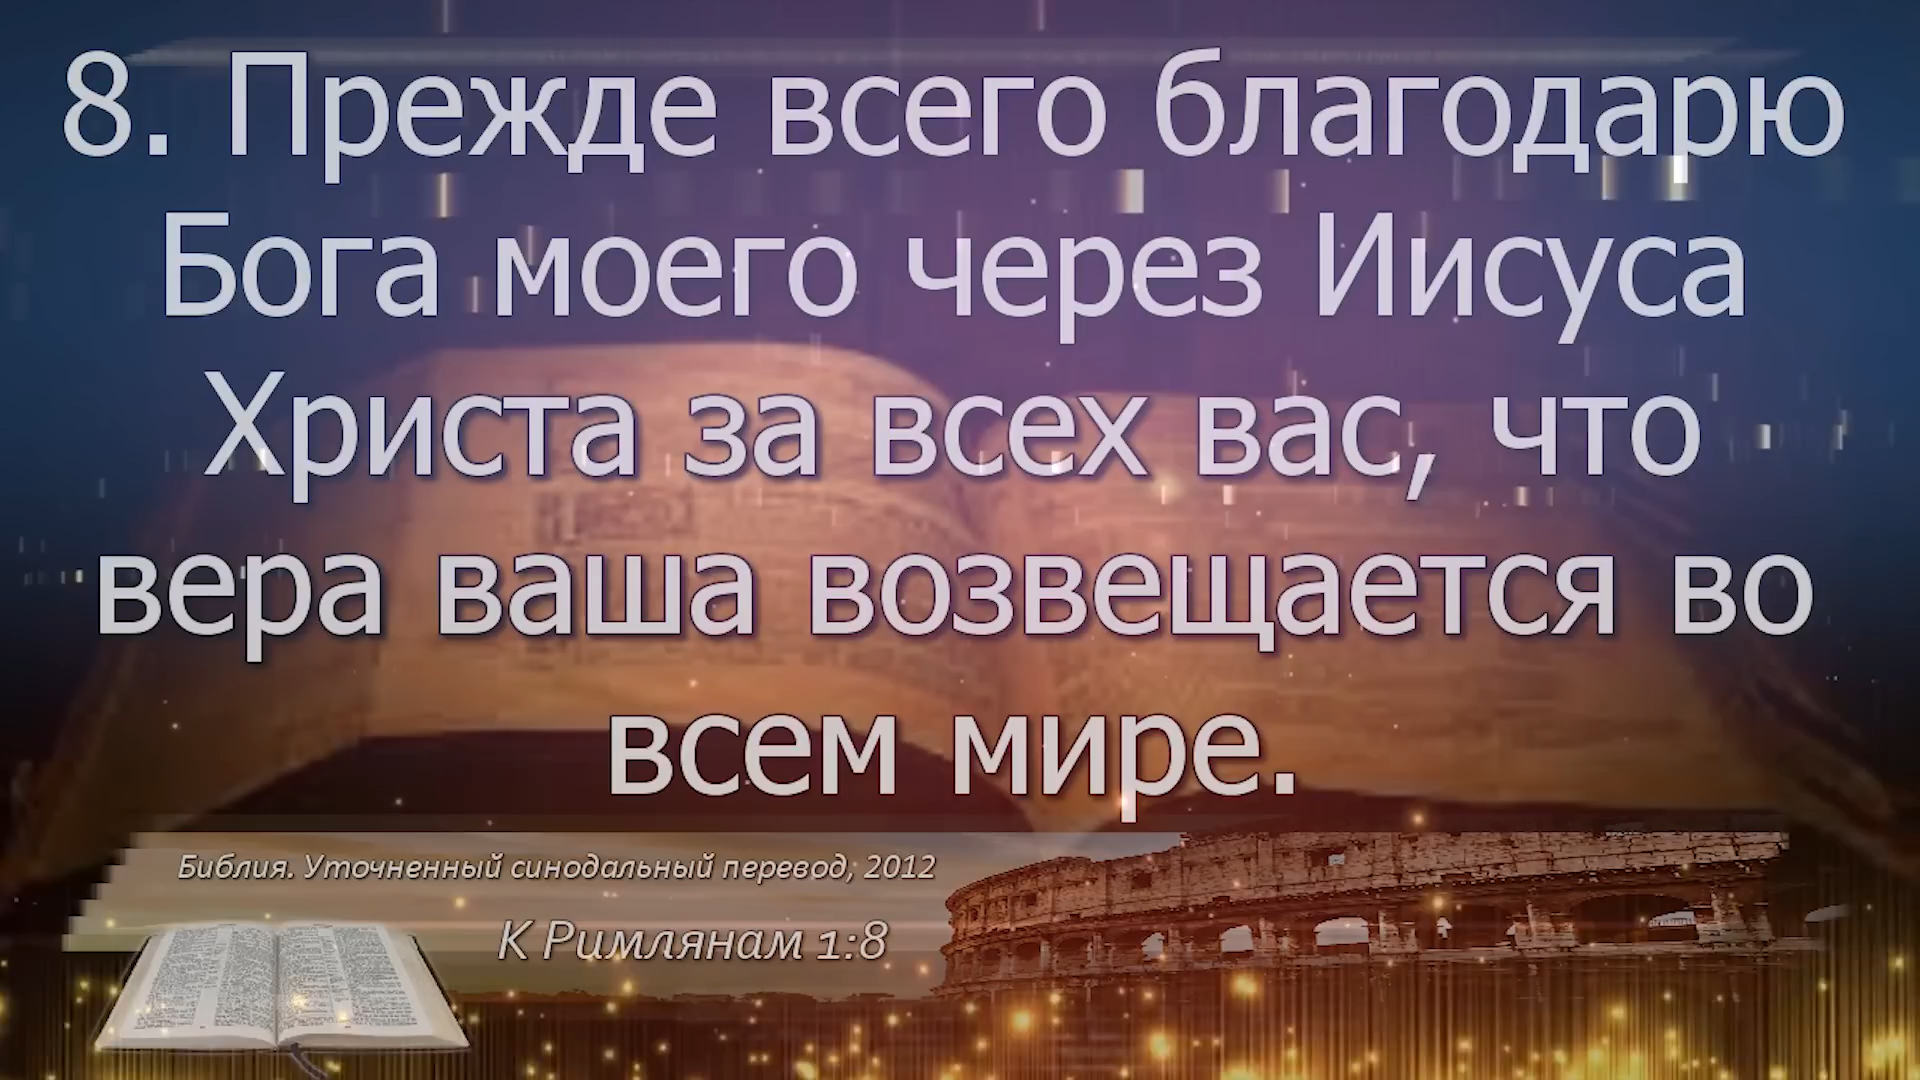 8. Прежде всего благодарю
Бога моего через Иисуса
Христа за всех вас, что
вера ваша возвещается во
всем мире.
Библия. Уточненный синодальный перевод, 2012
К Римлянам 1:8